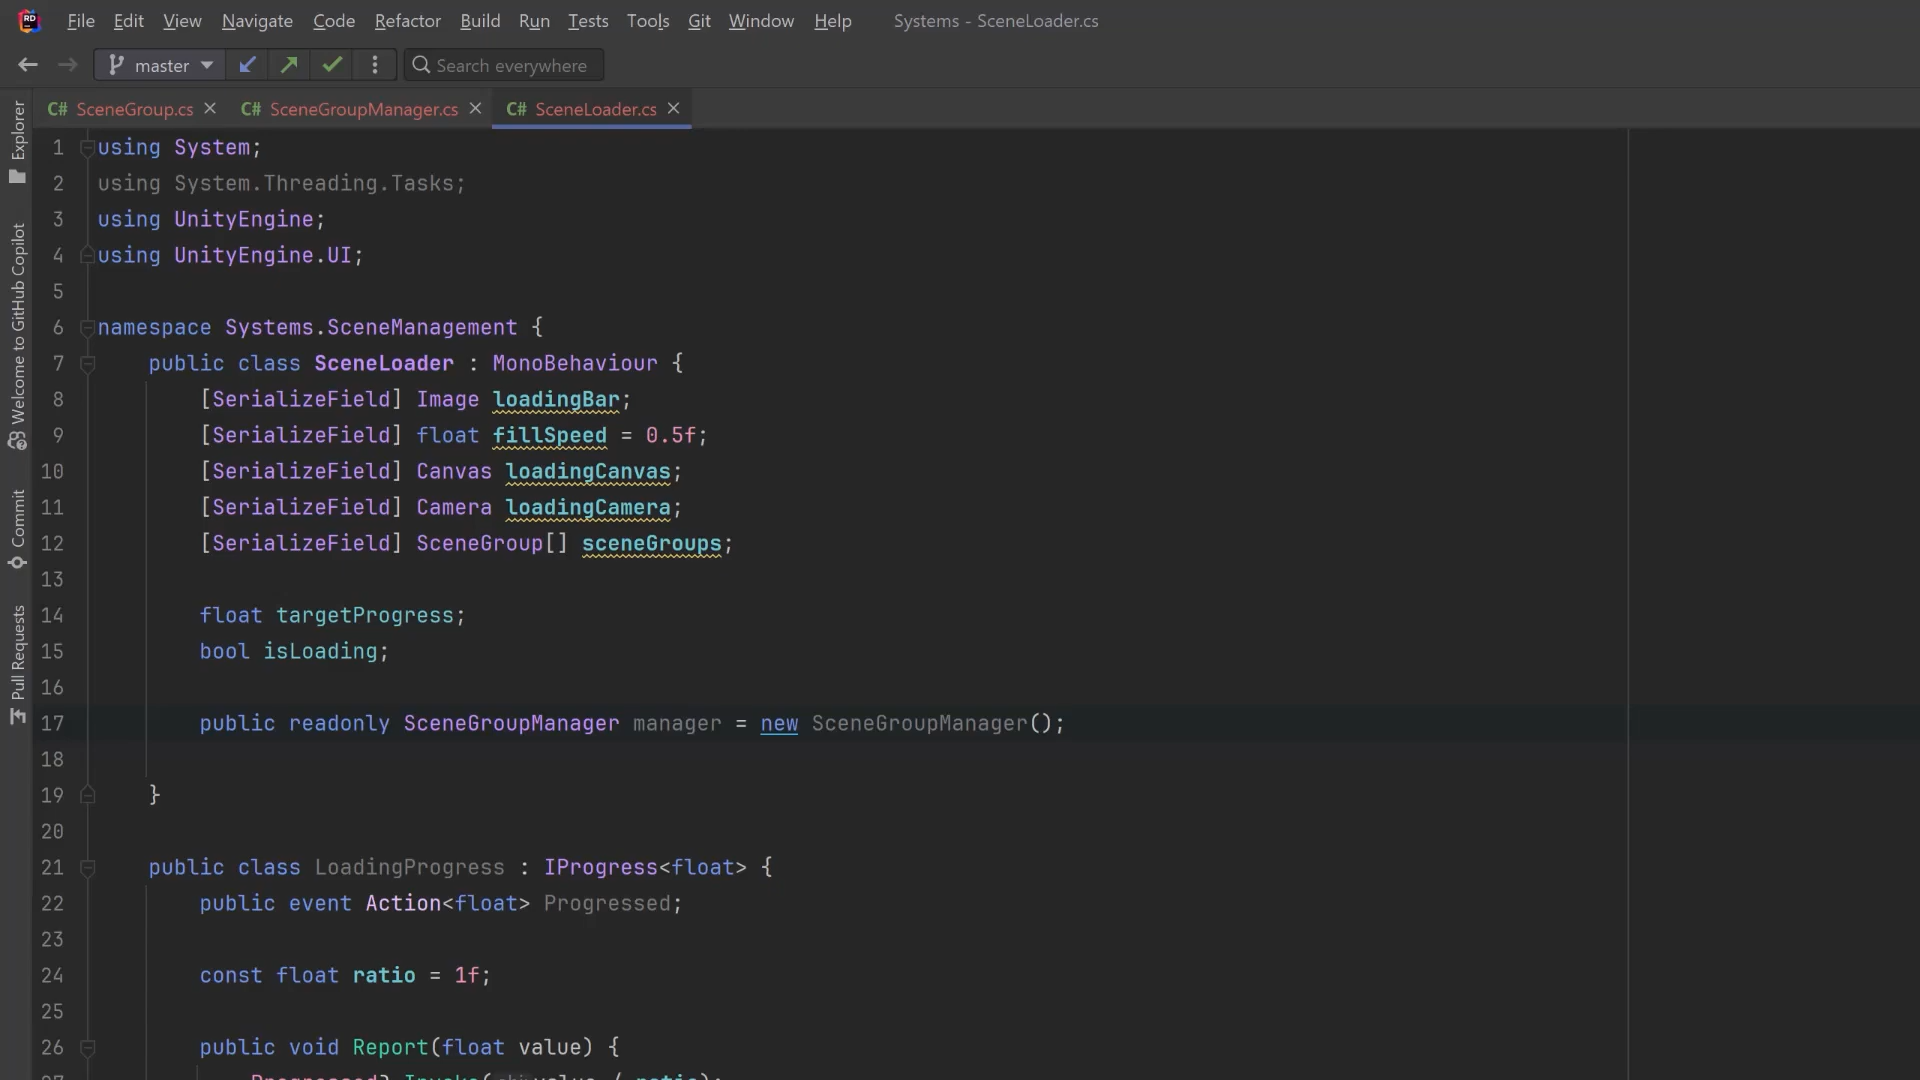 RD File Edit View Navigate Code Refactor Build Run Tests Tools Git Window Help Systems - SceneLoader.cs
master Search everywhere
C# SceneGroup.cs C# SceneGroupManager.cs C# SceneLoader.cs
Explorer
Welcome to GitHub Copilot
Commit
Pull Requests
1 using System;
2 using System.Threading.Tasks;
3 using UnityEngine;
4 using UnityEngine.UI;
5
6 namespace Systems.SceneManagement {
7 public class SceneLoader : MonoBehaviour {
8 [SerializeField] Image loadingBar;
9 [SerializeField] float fillSpeed = 0.5f;
10 [SerializeField] Canvas loadingCanvas;
11 [SerializeField] Camera loadingCamera;
12 [SerializeField] SceneGroup[] sceneGroups;
13
14 float targetProgress;
15 bool isLoading;
16
17 public readonly SceneGroupManager manager = new SceneGroupManager();
18
19 }
20
21 public class LoadingProgress : IProgress<float> {
22 public event Action<float> Progressed;
23
24 const float ratio = 1f;
25
26 public void Report(float value) {